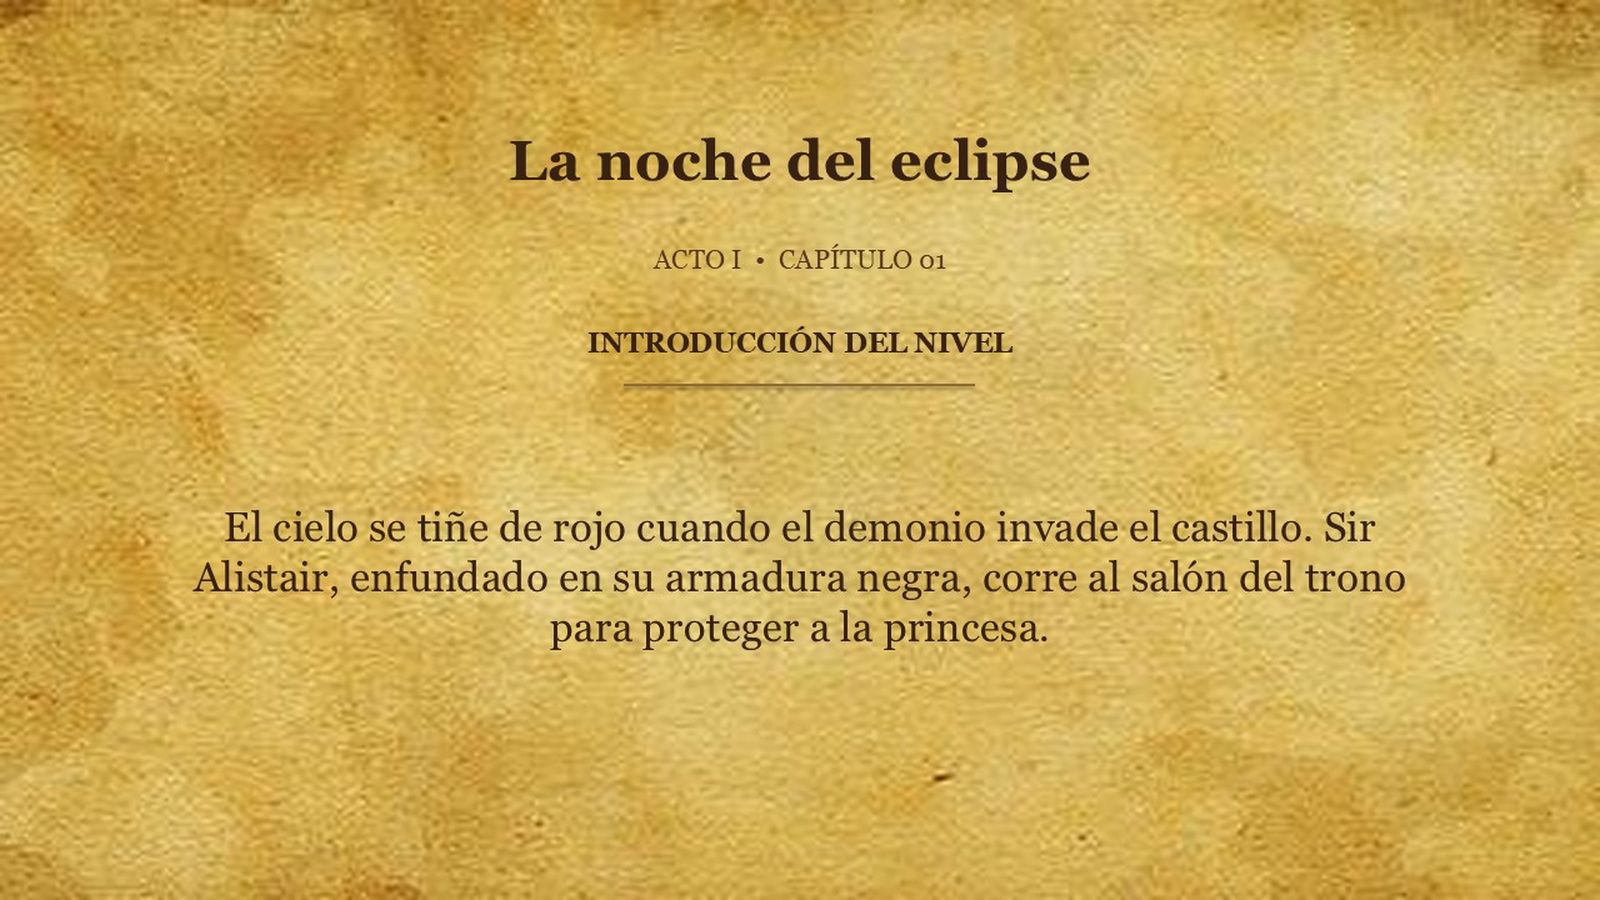 La noche del eclipse
ACTO I • CAPÍTULO 01
INTRODUCCIÓN DEL NIVEL
El cielo se tiñe de rojo cuando el demonio invade el castillo. Sir
Alistair, enfundado en su armadura negra, corre al salón del trono
para proteger a la princesa.